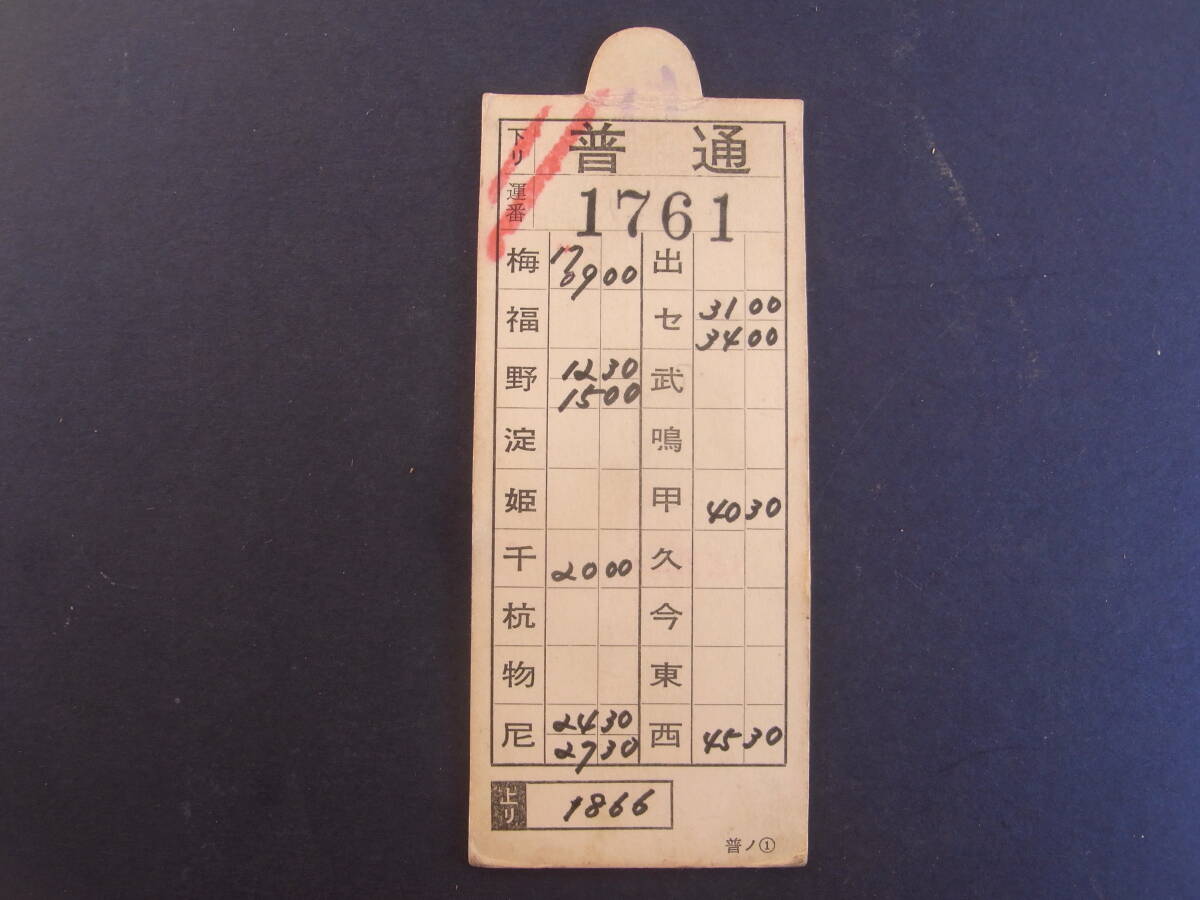 下り 普通
運番 1761
梅 17 0900 出
福 セ 3100
3400
野 1230 武
1500
淀 鳴
姫 甲 4030
千 2000 久
杭 今
物 東
尼 2430 西 4530
2730
上り 1866
普ノ①